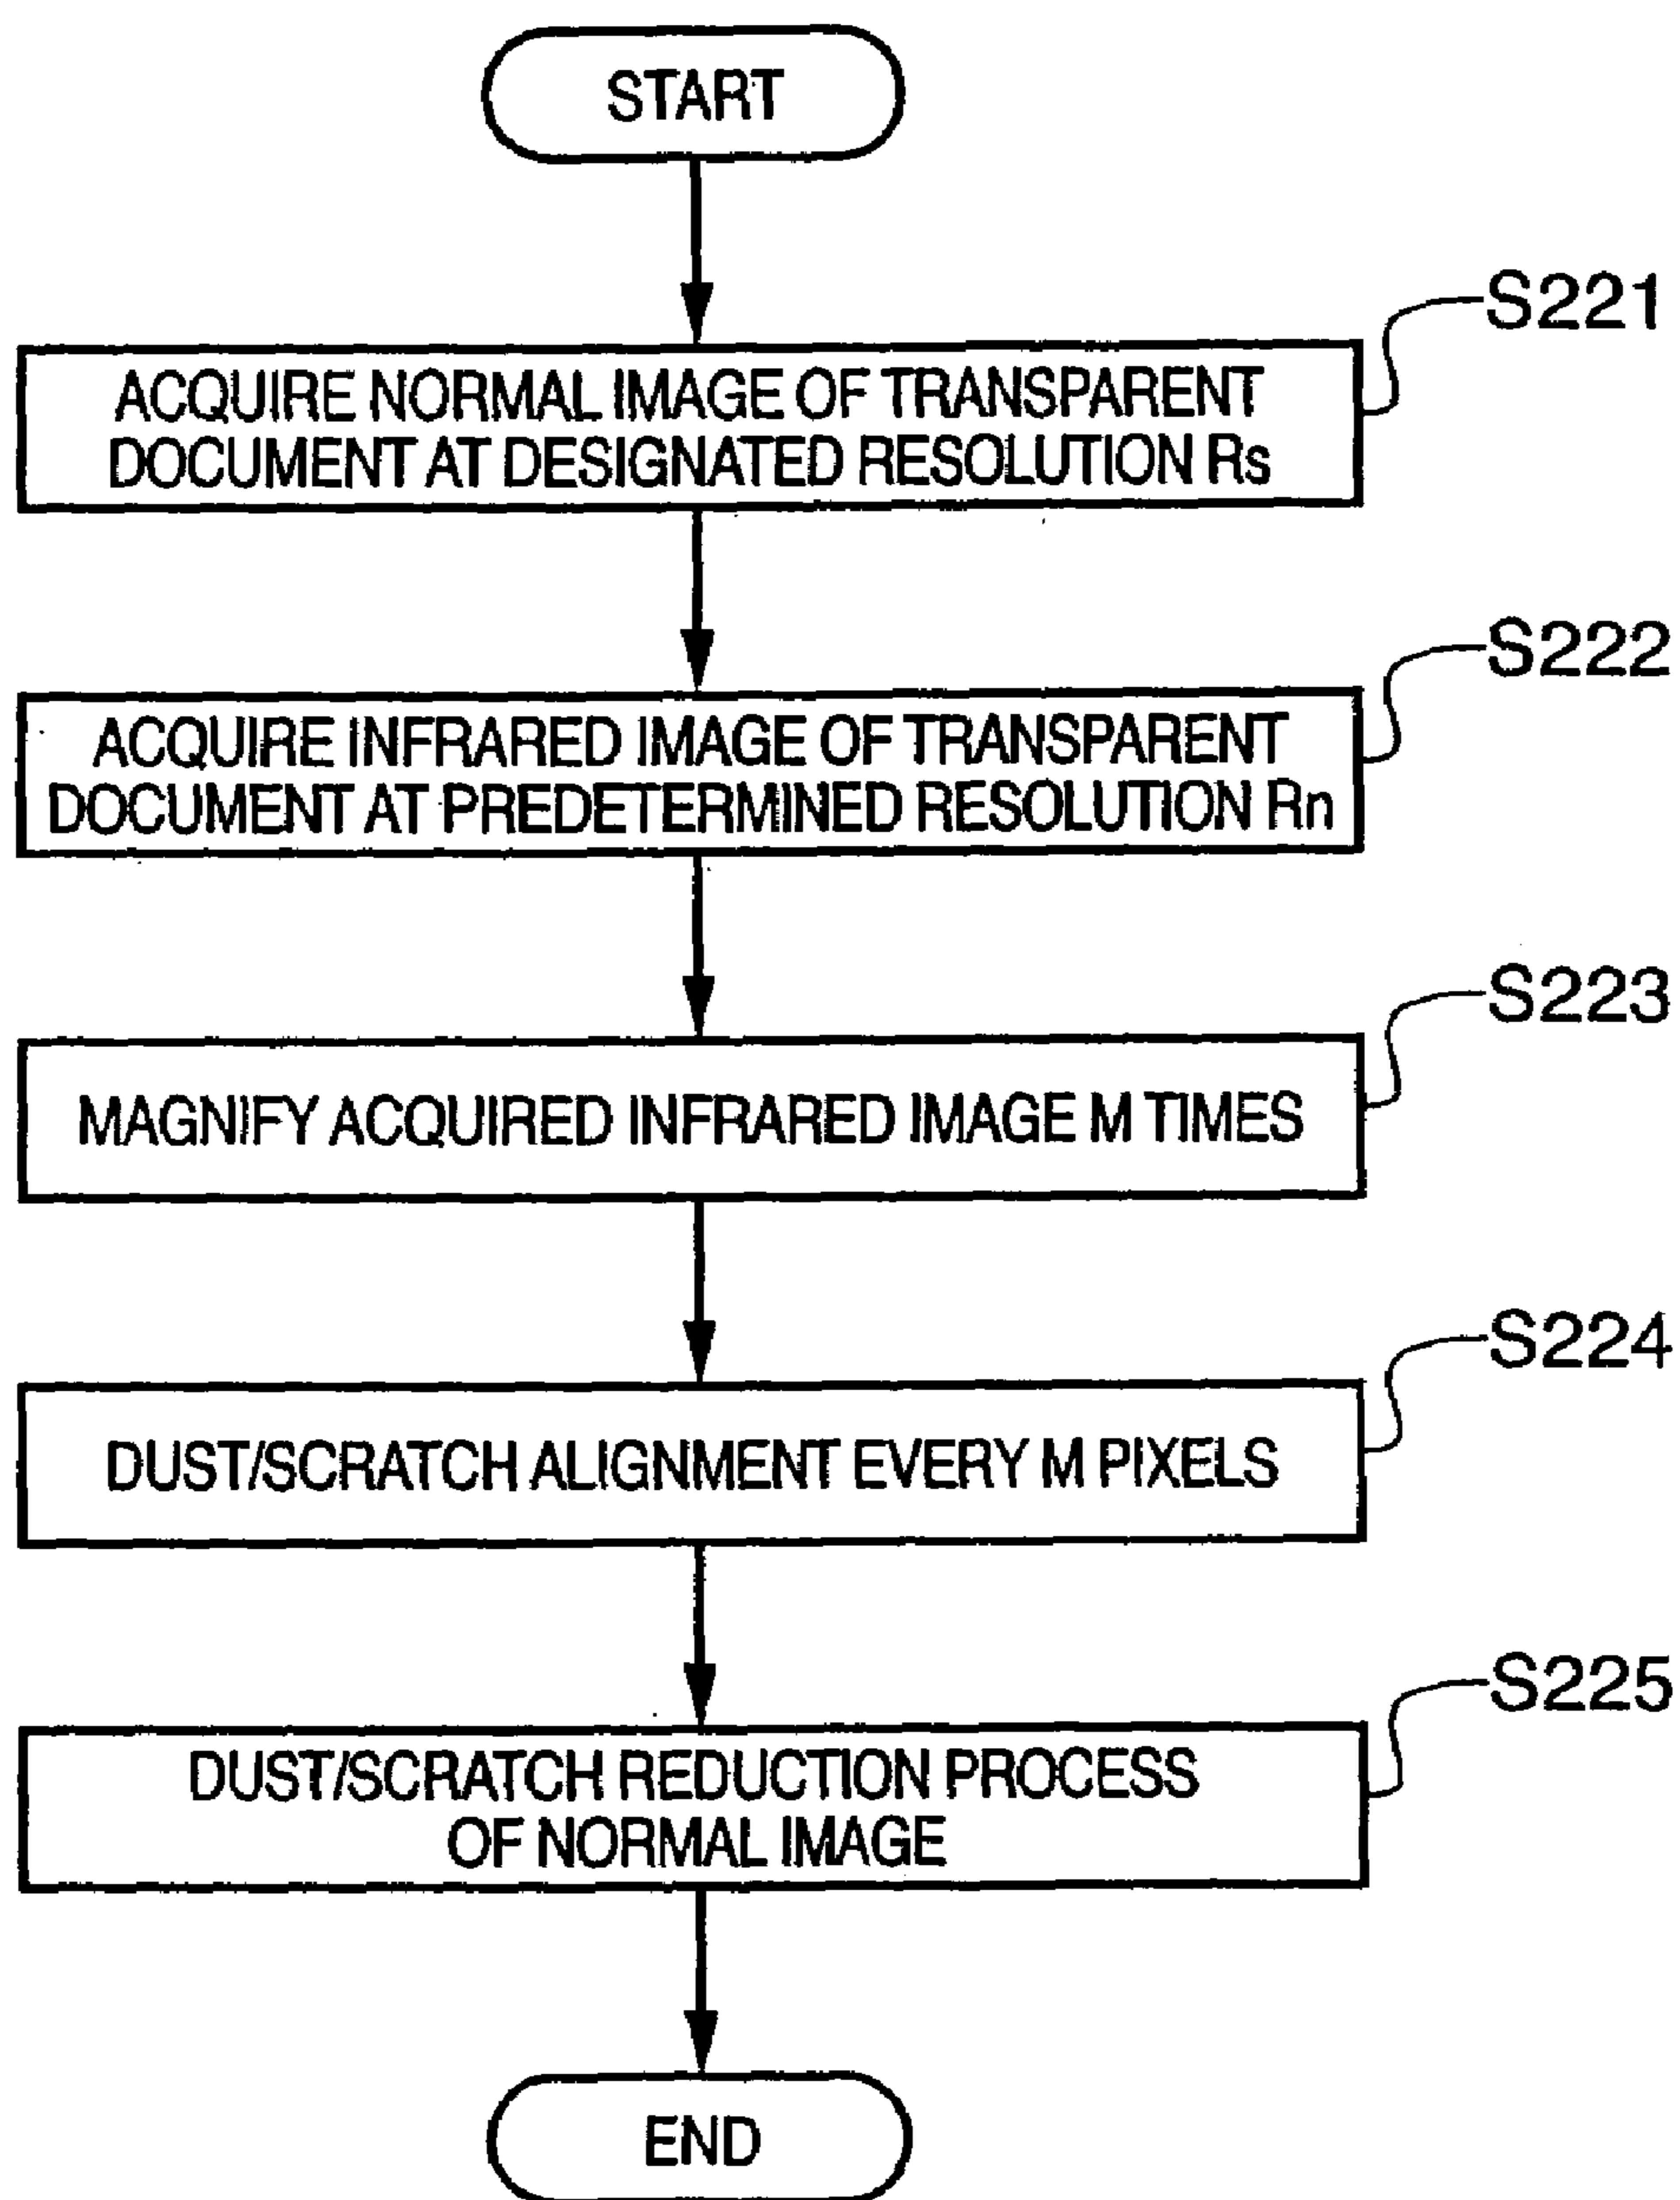 START
S221
ACQUIRE NORMAL IMAGE OF TRANSPARENT
DOCUMENT AT DESIGNATED RESOLUTION Rs
S222
ACQUIRE INFRARED IMAGE OF TRANSPARENT
DOCUMENT AT PREDETERMINED RESOLUTION Rn
S223
MAGNIFY ACQUIRED INFRARED IMAGE M TIMES
S224
DUST/SCRATCH ALIGNMENT EVERY M PIXELS
S225
DUST/SCRATCH REDUCTION PROCESS
OF NORMAL IMAGE
END